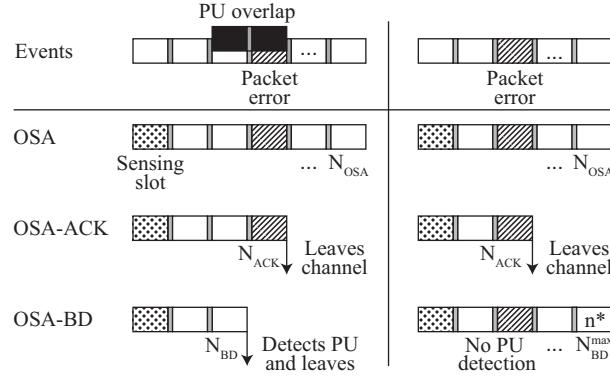 PU overlap
Events
...
...
Packet
error
Packet
error
OSA
Sensing
slot
... N_OSA
... N_OSA
OSA-ACK
N_ACK
Leaves
channel
N_ACK
Leaves
channel
OSA-BD
n*
N_BD
Detects PU
and leaves
No PU
detection
... N_BD^max